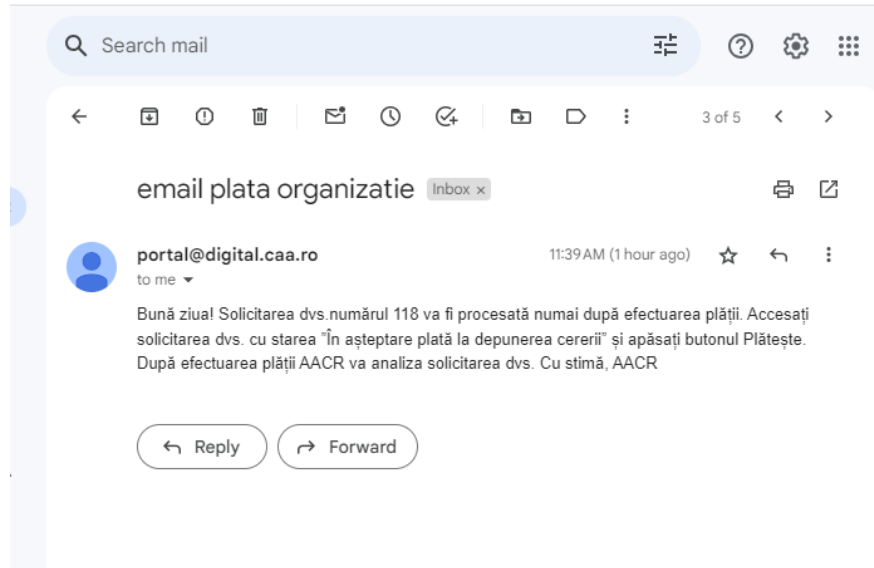 Search mail
3 of 5
email plata organizatie Inbox ×
portal@digital.caa.ro 11:39 AM (1 hour ago)
to me
Bună ziua! Solicitarea dvs.numărul 118 va fi procesată numai după efectuarea plății. Accesați
solicitarea dvs. cu starea "În așteptare plată la depunerea cererii" și apăsați butonul Plătește.
După efectuarea plății AACR va analiza solicitarea dvs. Cu stimă, AACR
Reply Forward